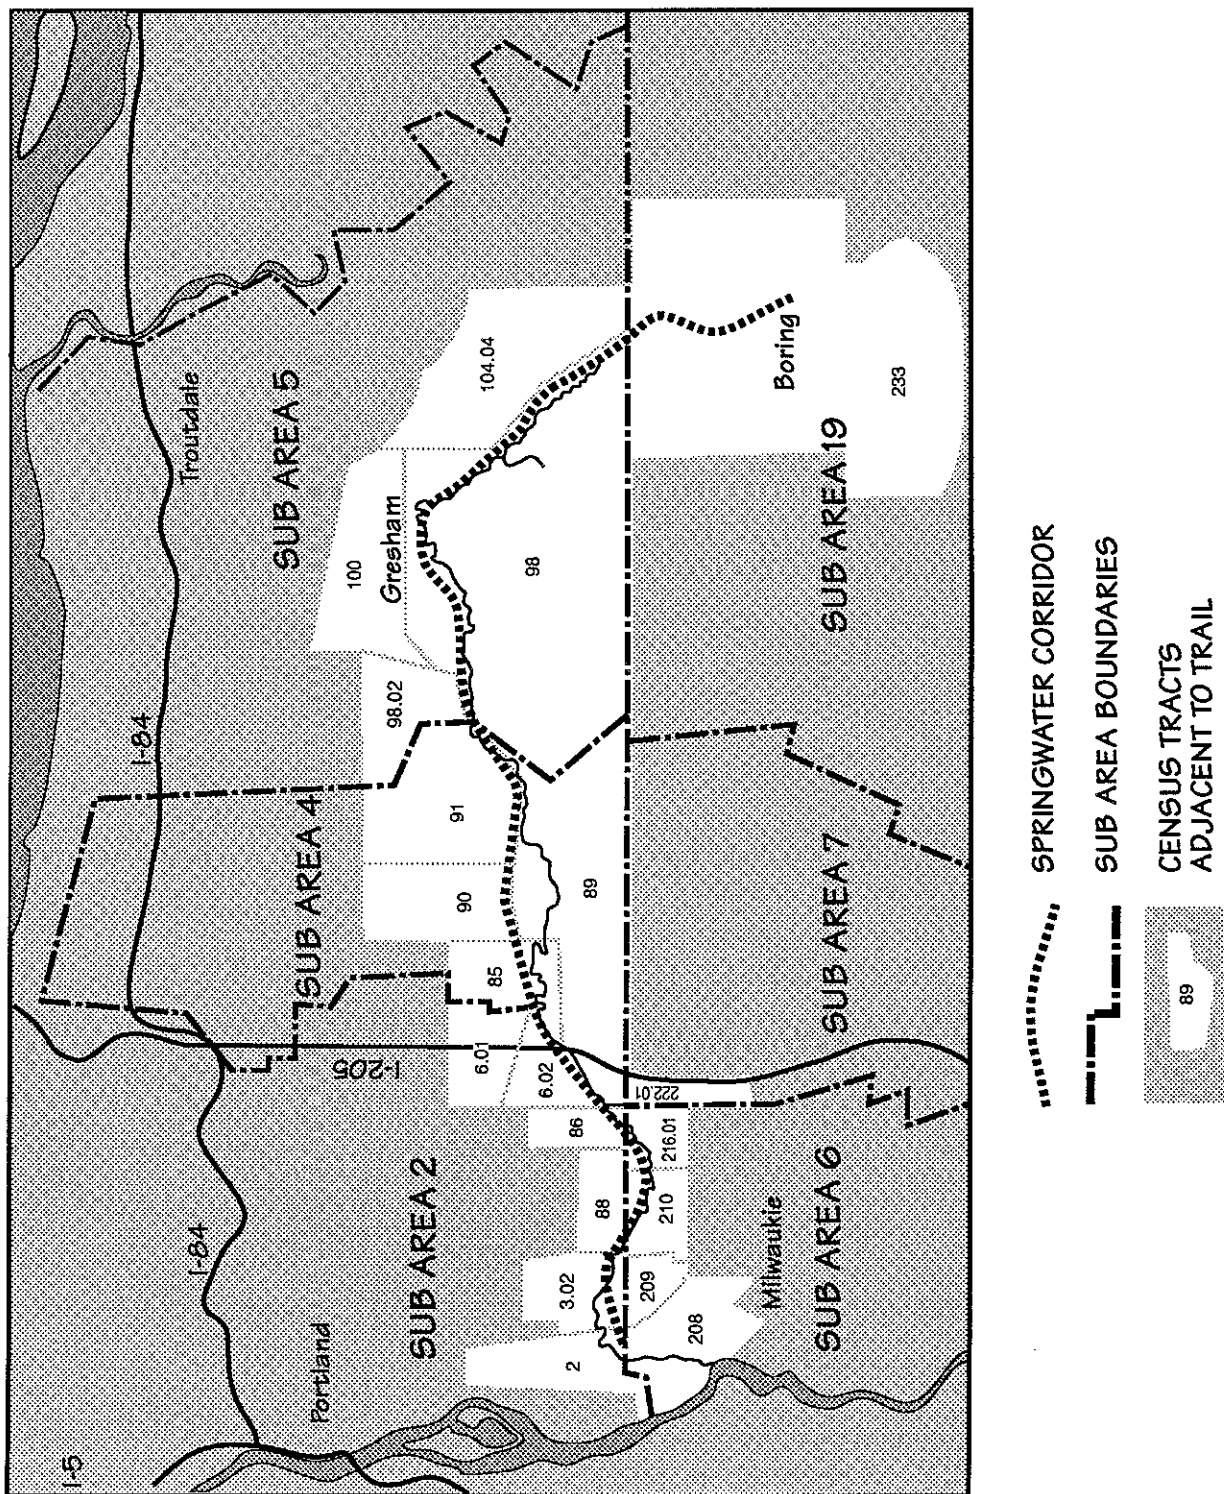 I-5
Portland
I-84
I-84
I-205
Troutdale
SUB AREA 2
SUB AREA 4
SUB AREA 5
Gresham
2
3.02
88
86
6.01
6.02
85
90
91
89
98.02
100
98
104.04
208
209
210
216.01
222.01
Milwaukie
SUB AREA 6
SUB AREA 7
SUB AREA 19
Boring
233
SPRINGWATER CORRIDOR
SUB AREA BOUNDARIES
89
CENSUS TRACTS
ADJACENT TO TRAIL